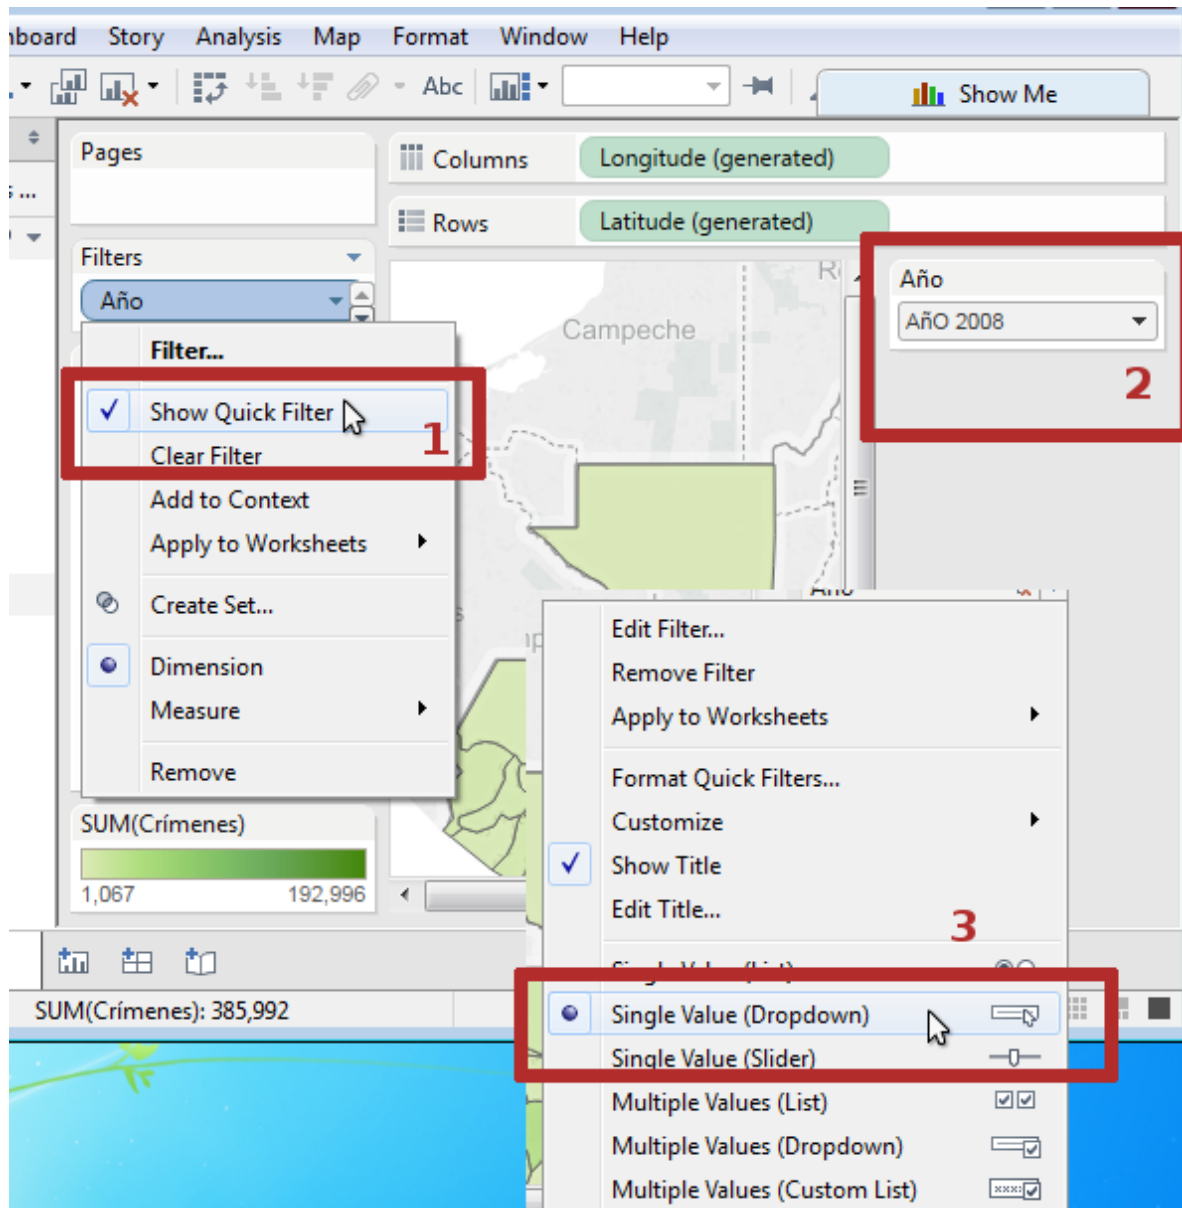 Story Analysis Map Format Window Help
Abc
Show Me
Pages
Columns Longitude (generated)
Rows Latitude (generated)
Filters
Año
Filter...
Show Quick Filter
1
Clear Filter
Add to Context
Apply to Worksheets
Create Set...
Dimension
Measure
Remove
Campeche
Año
AñO 2008
2
SUM(Crímenes)
1,067 192,996
SUM(Crímenes): 385,992
Edit Filter...
Remove Filter
Apply to Worksheets
Format Quick Filters...
Customize
Show Title
Edit Title...
3
Single Value (List)
Single Value (Dropdown)
Single Value (Slider)
Multiple Values (List)
Multiple Values (Dropdown)
Multiple Values (Custom List)